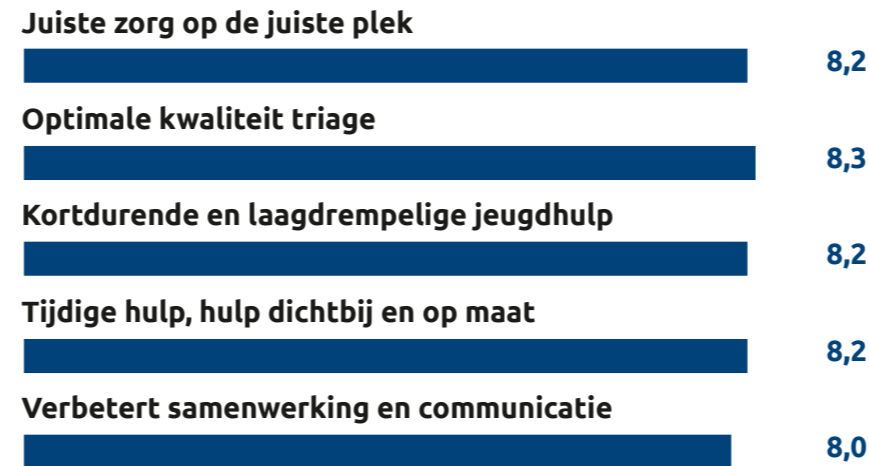 Juiste zorg op de juiste plek
8,2
Optimale kwaliteit triage
8,3
Kortdurende en laagdrempelige jeugdhulp
8,2
Tijdige hulp, hulp dichtbij en op maat
8,2
Verbetert samenwerking en communicatie
8,0